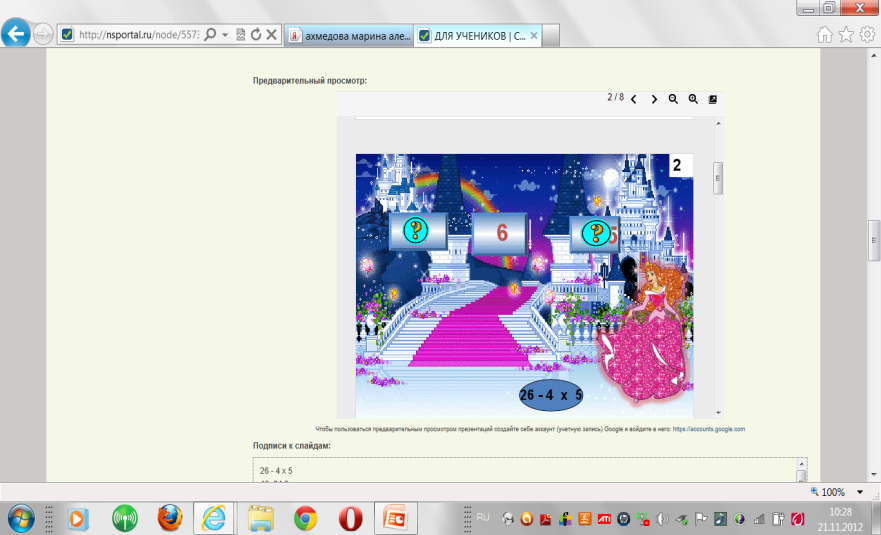 http://nsportal.ru/node/557
ахмедова марина але...
ДЛЯ УЧЕНИКОВ | С...
Предварительный просмотр:
2 / 8
2
?
6
?
5
26 - 4 x 5
Чтобы пользоваться предварительным просмотром презентаций создайте себе аккаунт (учетную запись) Google и войдите в него: https://accounts.google.com
Подписи к слайдам:
26 - 4 x 5
100%
RU
10:28
21.11.2012